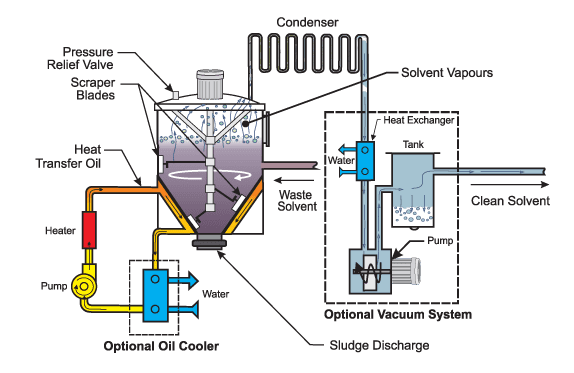 Condenser
Pressure
Relief Valve
Scraper
Blades
Solvent Vapours
Heat Exchanger
Tank
Heat
Transfer Oil
Water
Waste
Solvent
Clean Solvent
Heater
Pump
Pump
Water
Optional Vacuum System
Optional Oil Cooler
Sludge Discharge